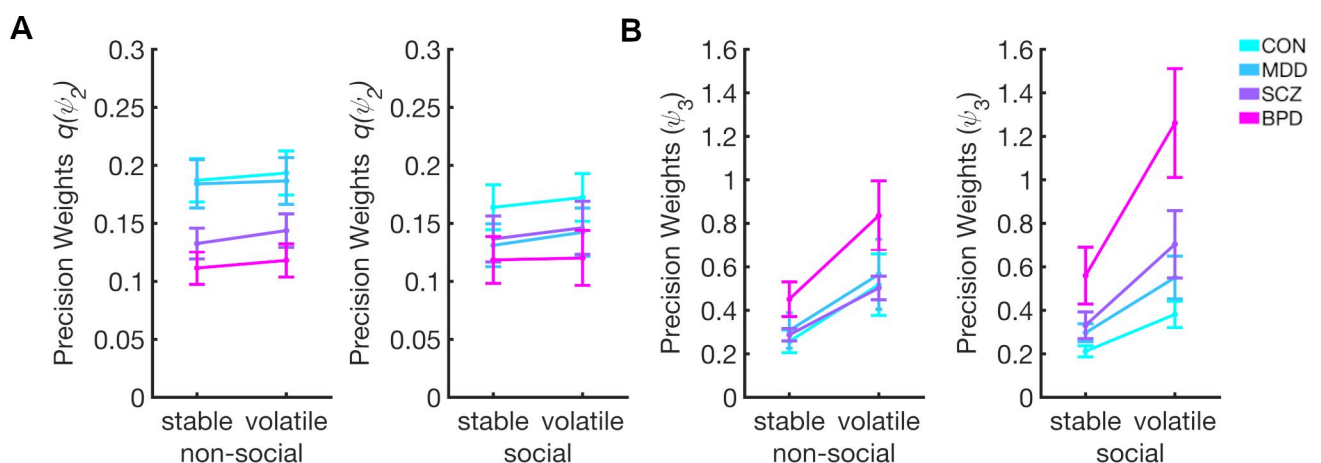 A
B
Precision Weights q(ψ2)
0.3
0.25
0.2
0.15
0.1
0.05
0
stable volatile
non-social
Precision Weights q(ψ2)
0.3
0.25
0.2
0.15
0.1
0.05
0
stable volatile
social
Precision Weights (ψ3)
1.6
1.4
1.2
1
0.8
0.6
0.4
0.2
0
stable volatile
non-social
Precision Weights (ψ3)
1.6
1.4
1.2
1
0.8
0.6
0.4
0.2
0
stable volatile
social
CON
MDD
SCZ
BPD